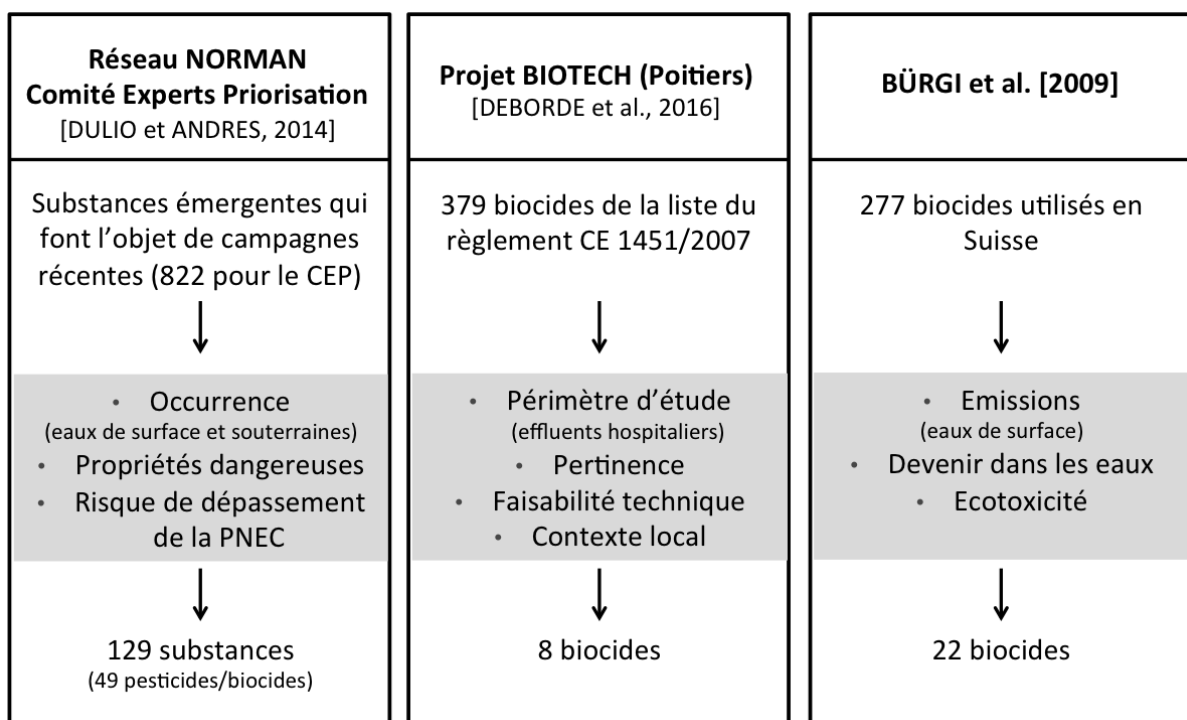 Réseau NORMAN
Comité Experts Priorisation
[DULIO et ANDRES, 2014]
Substances émergentes qui
font l'objet de campagnes
récentes (822 pour le CEP)
• Occurrence
(eaux de surface et souterraines)
• Propriétés dangereuses
• Risque de dépassement
de la PNEC
129 substances
(49 pesticides/biocides)
Projet BIOTECH (Poitiers)
[DEBORDE et al., 2016]
379 biocides de la liste du
règlement CE 1451/2007
• Périmètre d'étude
(effluents hospitaliers)
• Pertinence
• Faisabilité technique
• Contexte local
8 biocides
BÜRGI et al. [2009]
277 biocides utilisés en
Suisse
• Emissions
(eaux de surface)
• Devenir dans les eaux
• Ecotoxicité
22 biocides